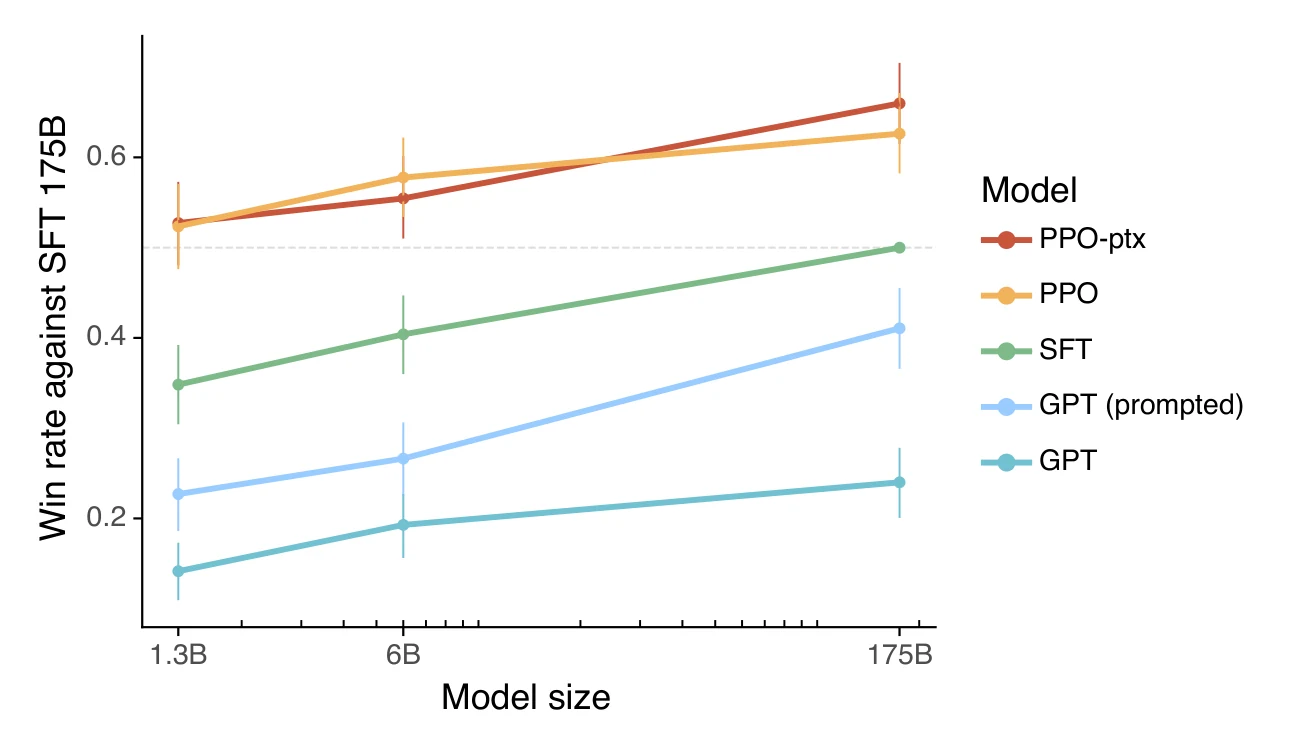 Win rate against SFT 175B
0.6
0.4
0.2
1.3B
6B
175B
Model size
Model
PPO-ptx
PPO
SFT
GPT (prompted)
GPT